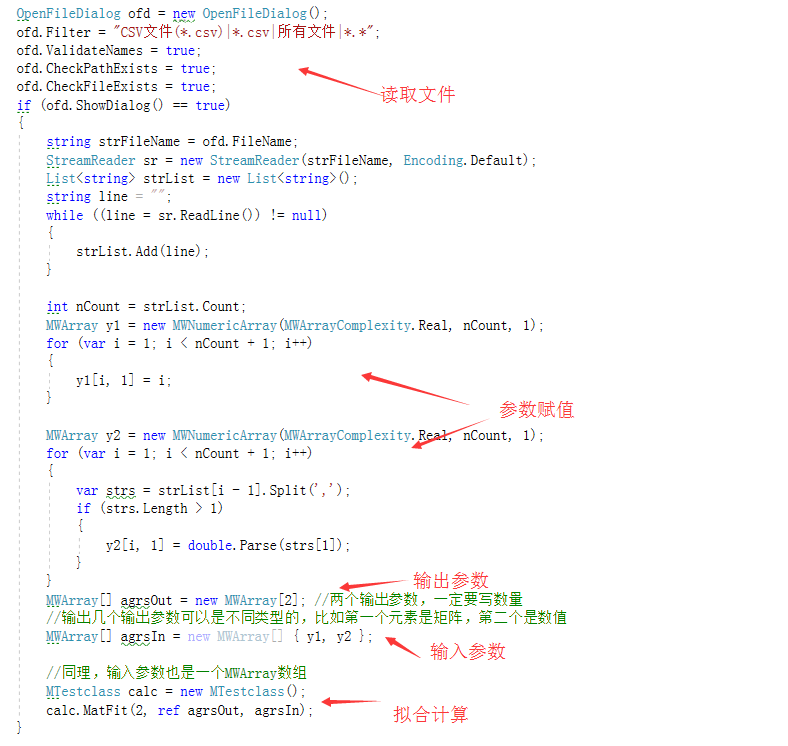 OpenFileDialog ofd = new OpenFileDialog();
ofd.Filter = "CSV文件(*.csv)|*.csv|所有文件|*.*";
ofd.ValidateNames = true;
ofd.CheckPathExists = true;
ofd.CheckFileExists = true;
读取文件
if (ofd.ShowDialog() == true)
{
string strFileName = ofd.FileName;
StreamReader sr = new StreamReader(strFileName, Encoding.Default);
List<string> strList = new List<string>();
string line = "";
while ((line = sr.ReadLine()) != null)
{
strList.Add(line);
}
int nCount = strList.Count;
MWArray y1 = new MWNumericArray(MWArrayComplexity.Real, nCount, 1);
for (var i = 1; i < nCount + 1; i++)
{
y1[i, 1] = i;
}
参数赋值
MWArray y2 = new MWNumericArray(MWArrayComplexity.Real, nCount, 1);
for (var i = 1; i < nCount + 1; i++)
{
var strs = strList[i - 1].Split(',');
if (strs.Length > 1)
{
y2[i, 1] = double.Parse(strs[1]);
}
}
输出参数
MWArray[] agrsOut = new MWArray[2]; //两个输出参数，一定要写数量
//输出几个输出参数可以是不同类型的，比如第一个元素是矩阵，第二个是数值
MWArray[] agrsIn = new MWArray[] { y1, y2 };
输入参数
//同理，输入参数也是一个MWArray数组
MTestclass calc = new MTestclass();
calc.MatFit(2, ref agrsOut, agrsIn);
拟合计算
}